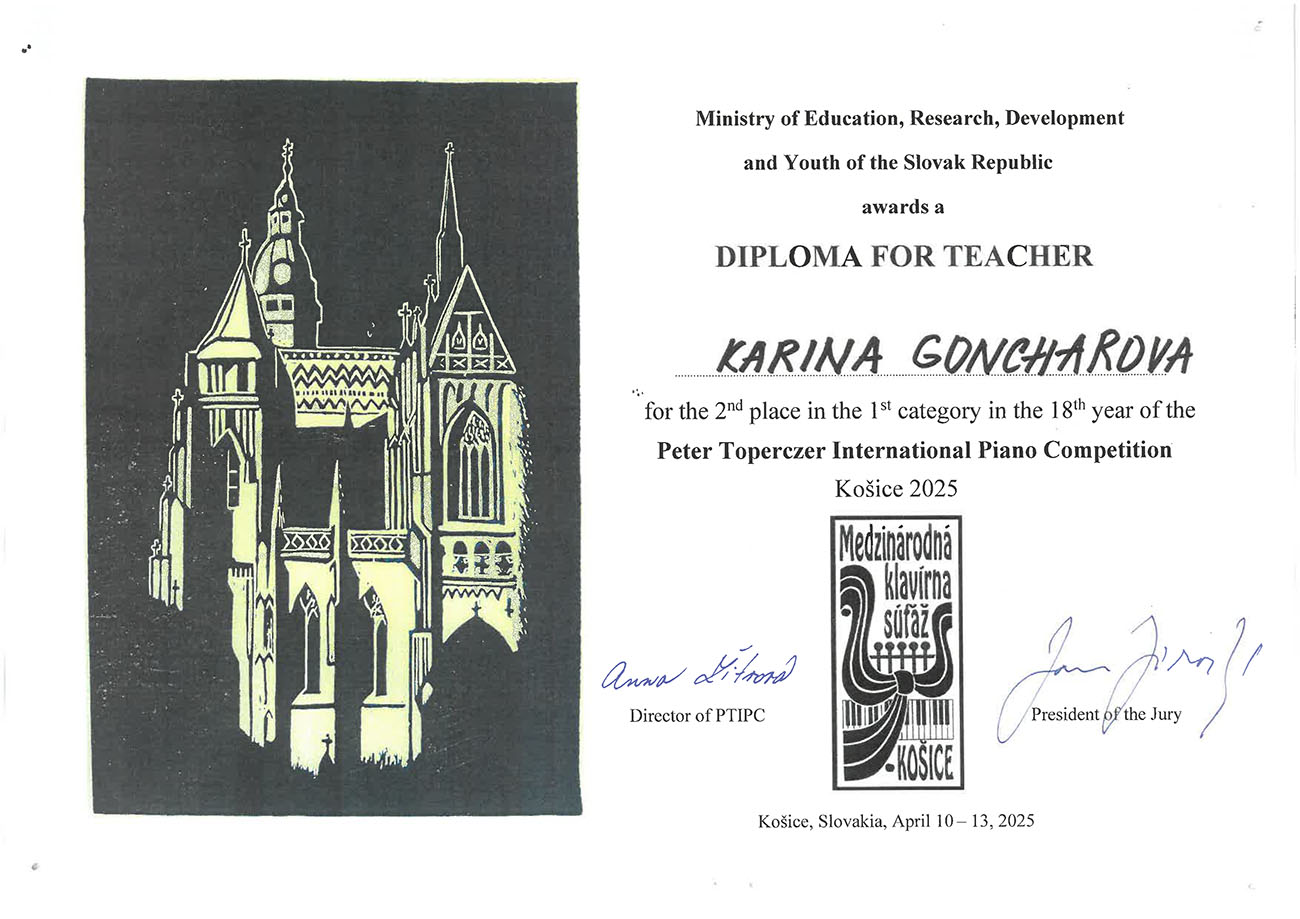 Ministry of Education, Research, Development
and Youth of the Slovak Republic
awards a
DIPLOMA FOR TEACHER
KARINA GONCHAROVA
for the 2nd place in the 1st category in the 18th year of the
Peter Toperczer International Piano Competition
Košice 2025
Medzinárodná
klavírna
súťaž
-KOŠICE
Anna
Director of PTIPC
President of the Jury
Košice, Slovakia, April 10 – 13, 2025